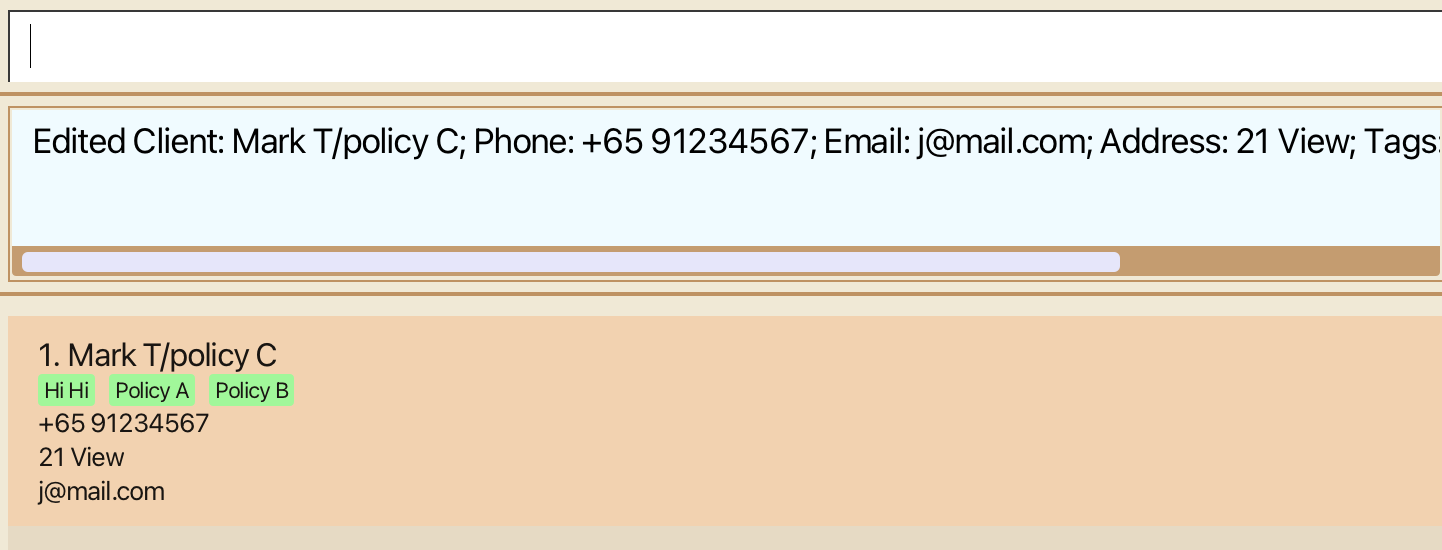 Edited Client: Mark T/policy C; Phone: +65 91234567; Email: j@mail.com; Address: 21 View; Tags:
1. Mark T/policy C
Hi Hi Policy A Policy B
+65 91234567
21 View
j@mail.com